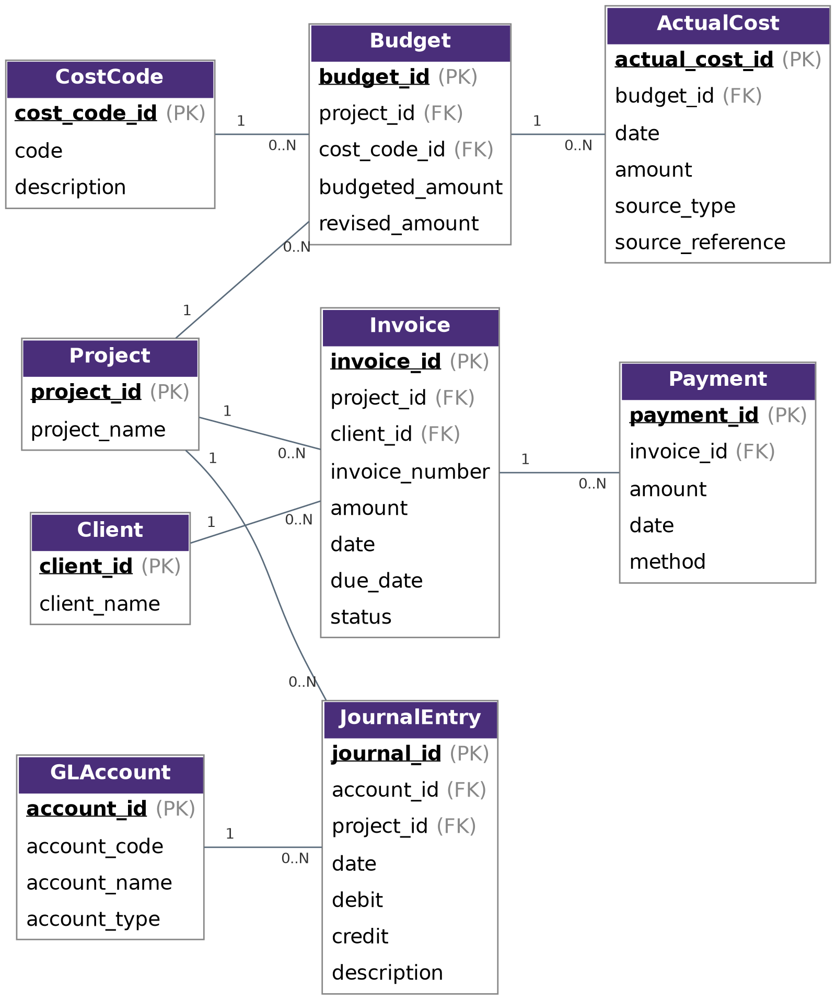 CostCode
cost_code_id (PK)
code
description
1
0..N
Budget
budget_id (PK)
project_id (FK)
cost_code_id (FK)
budgeted_amount
revised_amount
1
0..N
ActualCost
actual_cost_id (PK)
budget_id (FK)
date
amount
source_type
source_reference
0..N
1
Project
project_id (PK)
project_name
1
0..N
1
Invoice
invoice_id (PK)
project_id (FK)
client_id (FK)
invoice_number
amount
date
due_date
status
1
0..N
Payment
payment_id (PK)
invoice_id (FK)
amount
date
method
Client
client_id (PK)
client_name
1
0..N
0..N
JournalEntry
journal_id (PK)
account_id (FK)
project_id (FK)
date
debit
credit
description
GLAccount
account_id (PK)
account_code
account_name
account_type
1
0..N